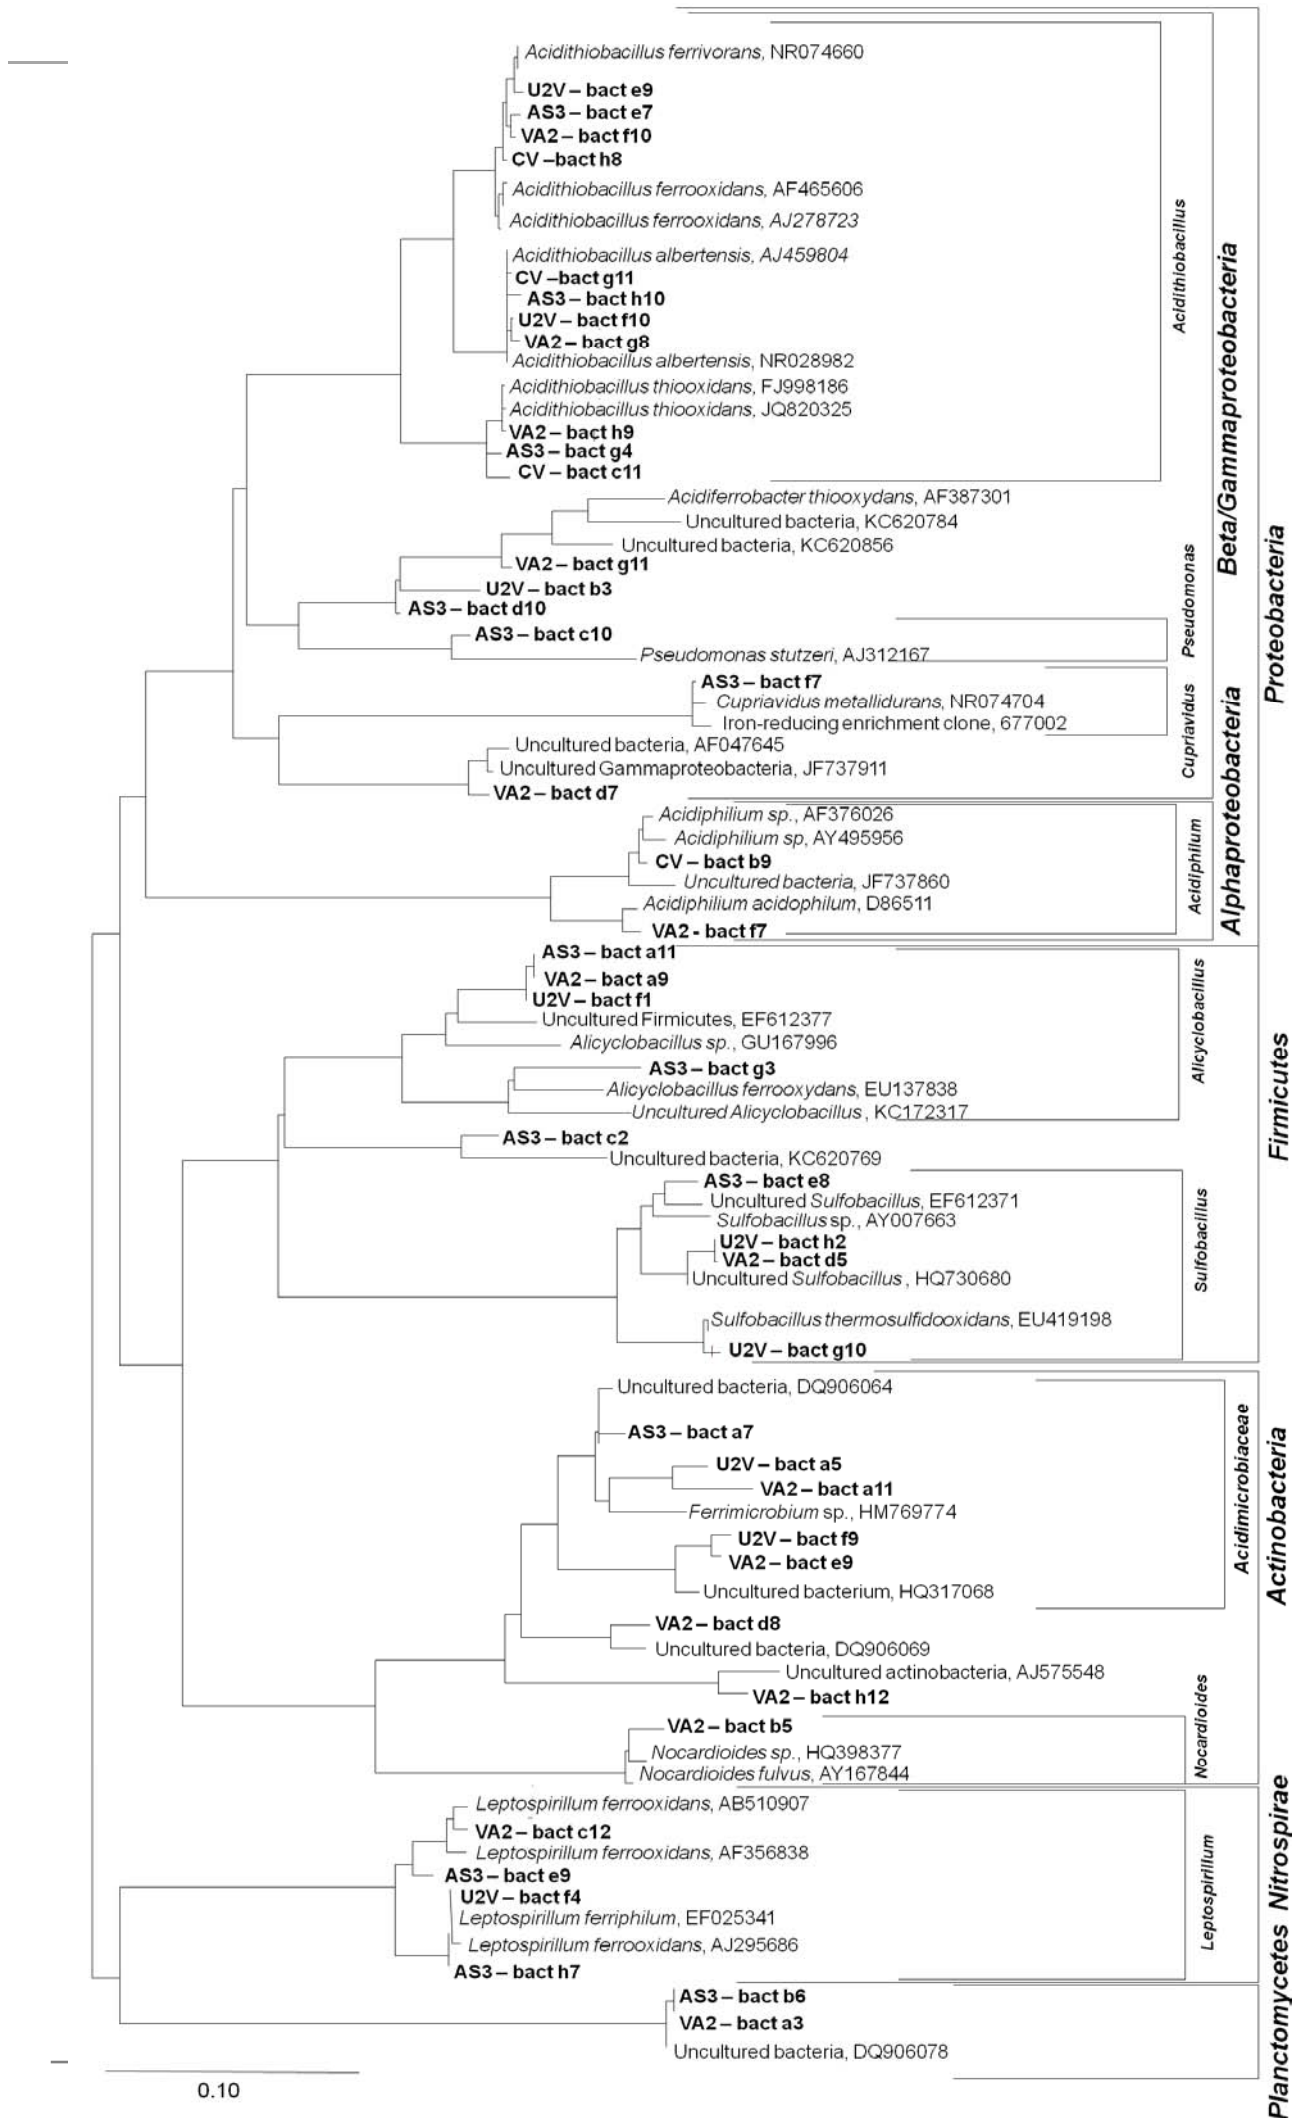 Acidithiobacillus ferrivorans, NR074660
U2V – bact e9
AS3 – bact e7
VA2 – bact f10
CV –bact h8
Acidithiobacillus ferrooxidans, AF465606
Acidithiobacillus ferrooxidans, AJ278723
Acidithiobacillus albertensis, AJ459804
CV –bact g11
AS3 – bact h10
U2V – bact f10
VA2 – bact g8
Acidithiobacillus albertensis, NR028982
Acidithiobacillus thiooxidans, FJ998186
Acidithiobacillus thiooxidans, JQ820325
VA2 – bact h9
AS3 – bact g4
CV – bact c11
Acidithiobacillus
Acidiferrobacter thiooxydans, AF387301
Uncultured bacteria, KC620784
Uncultured bacteria, KC620856
VA2 – bact g11
U2V – bact b3
AS3 – bact d10
AS3 – bact c10
Pseudomonas stutzeri, AJ312167
Pseudomonas
AS3 – bact f7
Cupriavidus metallidurans, NR074704
Iron-reducing enrichment clone, 677002
Cupriavidus
Uncultured bacteria, AF047645
Uncultured Gammaproteobacteria, JF737911
VA2 – bact d7
Beta/Gammaproteobacteria
Acidiphilium sp., AF376026
Acidiphilium sp, AY495956
CV – bact b9
Uncultured bacteria, JF737860
Acidiphilium acidophilum, D86511
VA2 - bact f7
Acidiphilum
Alphaproteobacteria
Proteobacteria
AS3 – bact a11
VA2 – bact a9
U2V – bact f1
Uncultured Firmicutes, EF612377
Alicyclobacillus sp., GU167996
AS3 – bact g3
Alicyclobacillus ferrooxydans, EU137838
Uncultured Alicyclobacillus, KC172317
Alicyclobacillus
AS3 – bact c2
Uncultured bacteria, KC620769
AS3 – bact e8
Uncultured Sulfobacillus, EF612371
Sulfobacillus sp., AY007663
U2V – bact h2
VA2 – bact d5
Uncultured Sulfobacillus, HQ730680
Sulfobacillus thermosulfidooxidans, EU419198
U2V – bact g10
Sulfobacillus
Firmicutes
Uncultured bacteria, DQ906064
AS3 – bact a7
U2V – bact a5
VA2 – bact a11
Ferrimicrobium sp., HM769774
U2V – bact f9
VA2 – bact e9
Uncultured bacterium, HQ317068
Acidimicrobiaceae
VA2 – bact d8
Uncultured bacteria, DQ906069
Uncultured actinobacteria, AJ575548
VA2 – bact h12
VA2 – bact b5
Nocardioides sp., HQ398377
Nocardioides fulvus, AY167844
Nocardioides
Actinobacteria
Leptospirillum ferrooxidans, AB510907
VA2 – bact c12
Leptospirillum ferrooxidans, AF356838
AS3 – bact e9
U2V – bact f4
Leptospirillum ferriphilum, EF025341
Leptospirillum ferrooxidans, AJ295686
AS3 – bact h7
Leptospirillum
Nitrospirae
AS3 – bact b6
VA2 – bact a3
Uncultured bacteria, DQ906078
Planctomycetes
0.10